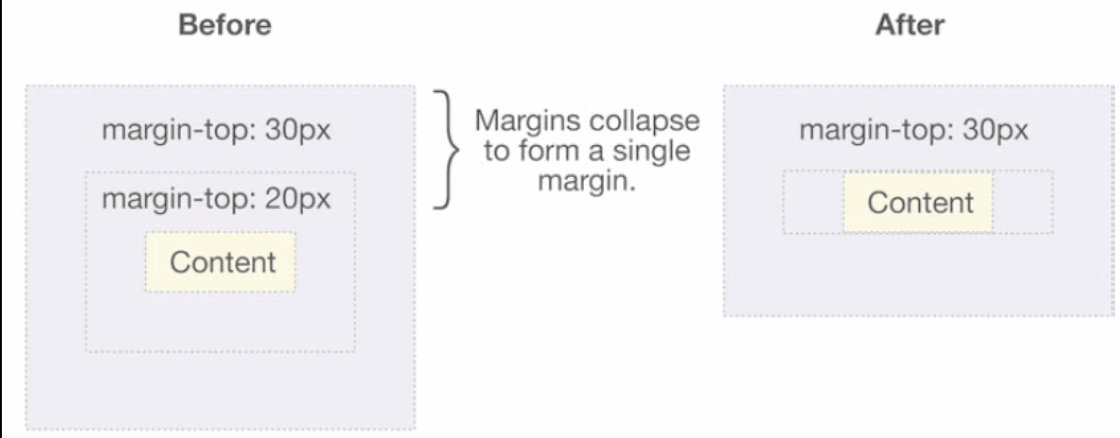 Before
After
margin-top: 30px
margin-top: 20px
Content
Margins collapse
to form a single
margin.
margin-top: 30px
Content